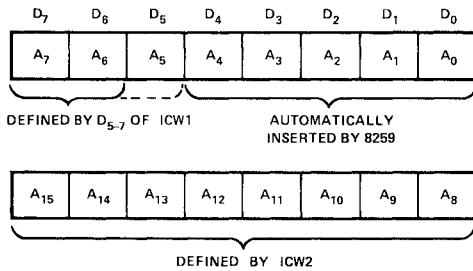 D₇ D₆ D₅ D₄ D₃ D₂ D₁ D₀
A₇ A₆ A₅ A₄ A₃ A₂ A₁ A₀
DEFINED BY D₅₋₇ OF ICW1
AUTOMATICALLY
INSERTED BY 8259
A₁₅ A₁₄ A₁₃ A₁₂ A₁₁ A₁₀ A₉ A₈
DEFINED BY ICW2